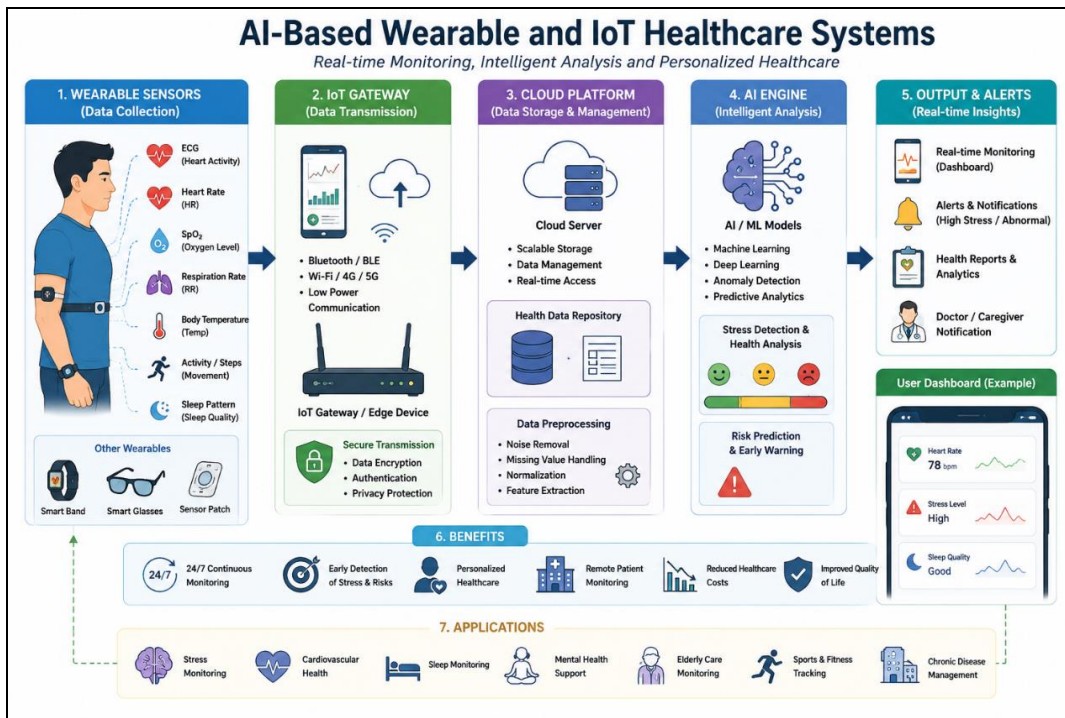 AI-Based Wearable and IoT Healthcare Systems
Real-time Monitoring, Intelligent Analysis and Personalized Healthcare
1. WEARABLE SENSORS
(Data Collection)
ECG
(Heart Activity)
Heart Rate
(HR)
SpO₂
(Oxygen Level)
O₂
Respiration Rate
(RR)
Body Temperature
(Temp)
Activity / Steps
(Movement)
Sleep Pattern
(Sleep Quality)
Other Wearables
Smart Band
Smart Glasses
Sensor Patch
2. IoT GATEWAY
(Data Transmission)
• Bluetooth / BLE
• Wi-Fi / 4G / 5G
• Low Power
Communication
IoT Gateway / Edge Device
Secure Transmission
• Data Encryption
• Authentication
• Privacy Protection
3. CLOUD PLATFORM
(Data Storage & Management)
Cloud Server
• Scalable Storage
• Data Management
• Real-time Access
Health Data Repository
Data Preprocessing
• Noise Removal
• Missing Value Handling
• Normalization
• Feature Extraction
4. AI ENGINE
(Intelligent Analysis)
AI / ML Models
• Machine Learning
• Deep Learning
• Anomaly Detection
• Predictive Analytics
Stress Detection &
Health Analysis
Risk Prediction
& Early Warning
5. OUTPUT & ALERTS
(Real-time Insights)
Real-time Monitoring
(Dashboard)
Alerts & Notifications
(High Stress / Abnormal)
Health Reports &
Analytics
Doctor / Caregiver
Notification
User Dashboard (Example)
Heart Rate
78 bpm
Stress Level
High
Sleep Quality
Good
6. BENEFITS
24/7
24/7 Continuous
Monitoring
Early Detection
of Stress & Risks
Personalized
Healthcare
Remote Patient
Monitoring
Reduced Healthcare
Costs
Improved Quality
of Life
7. APPLICATIONS
Stress
Monitoring
Cardiovascular
Health
Sleep Monitoring
Mental Health
Support
Elderly Care
Monitoring
Sports & Fitness
Tracking
Chronic Disease
Management